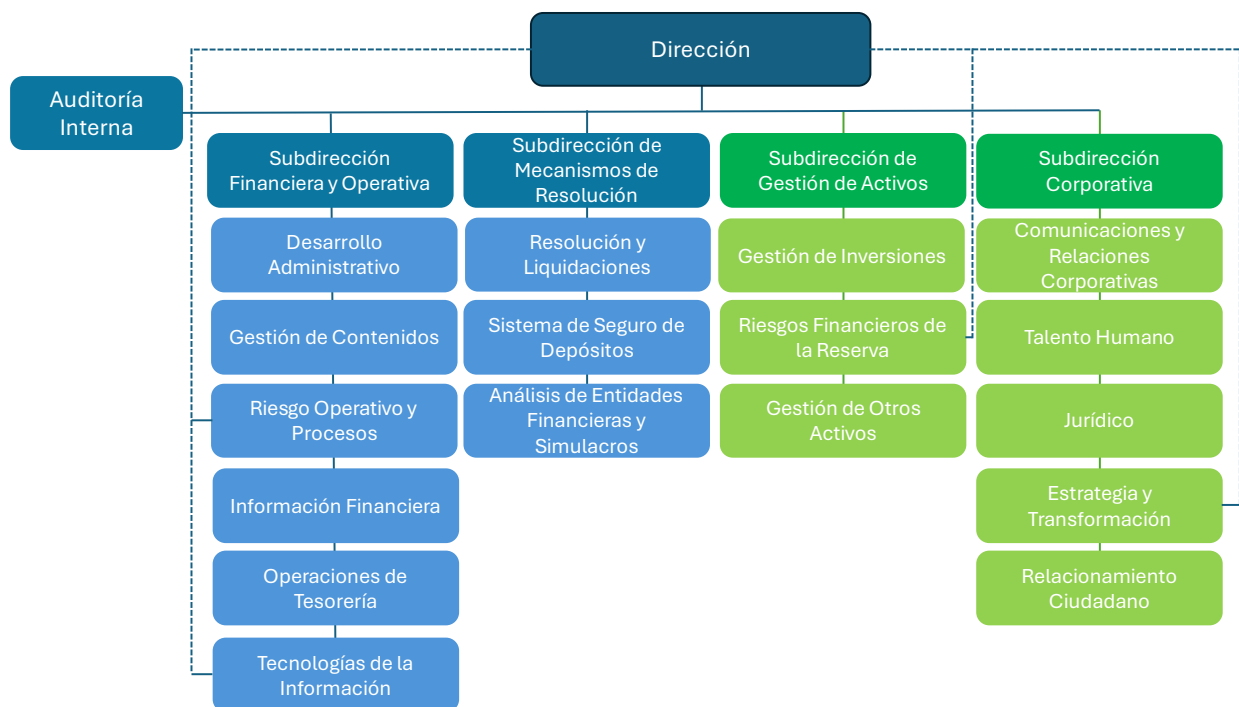 Dirección
Auditoría
Interna
Subdirección
Financiera y Operativa
Desarrollo
Administrativo
Gestión de Contenidos
Riesgo Operativo y
Procesos
Información Financiera
Operaciones de
Tesorería
Tecnologías de la
Información
Subdirección de
Mecanismos de
Resolución
Resolución y
Liquidaciones
Sistema de Seguro de
Depósitos
Análisis de Entidades
Financieras y
Simulacros
Subdirección de
Gestión de Activos
Gestión de Inversiones
Riesgos Financieros de
la Reserva
Gestión de Otros
Activos
Subdirección
Corporativa
Comunicaciones y
Relaciones
Corporativas
Talento Humano
Jurídico
Estrategia y
Transformación
Relacionamiento
Ciudadano